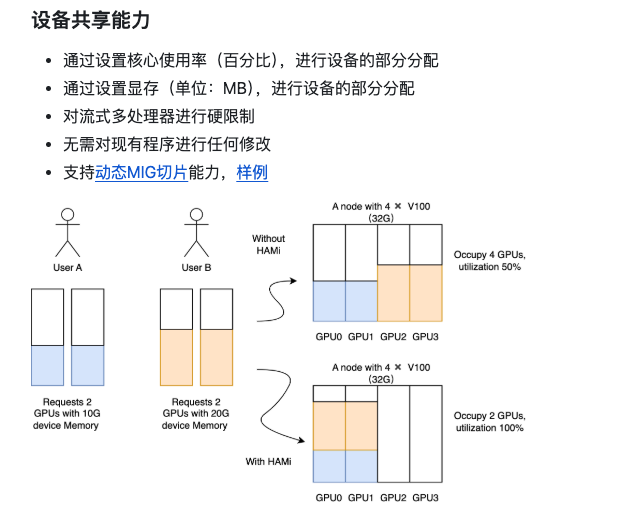 设备共享能力
通过设置核心使用率（百分比），进行设备的部分分配
通过设置显存（单位：MB），进行设备的部分分配
对流式多处理器进行硬限制
无需对现有程序进行任何修改
支持动态MIG切片能力，样例
User A
User B
Requests 2
GPUs with 10G
device Memory
Requests 2
GPUs with 20G
device Memory
Without
HAMi
A node with 4 ✖ V100
(32G)
GPU0 GPU1 GPU2 GPU3
Occupy 4 GPUs,
utilization 50%
With HAMi
A node with 4 ✖ V100
(32G)
GPU0 GPU1 GPU2 GPU3
Occupy 2 GPUs,
utilization 100%